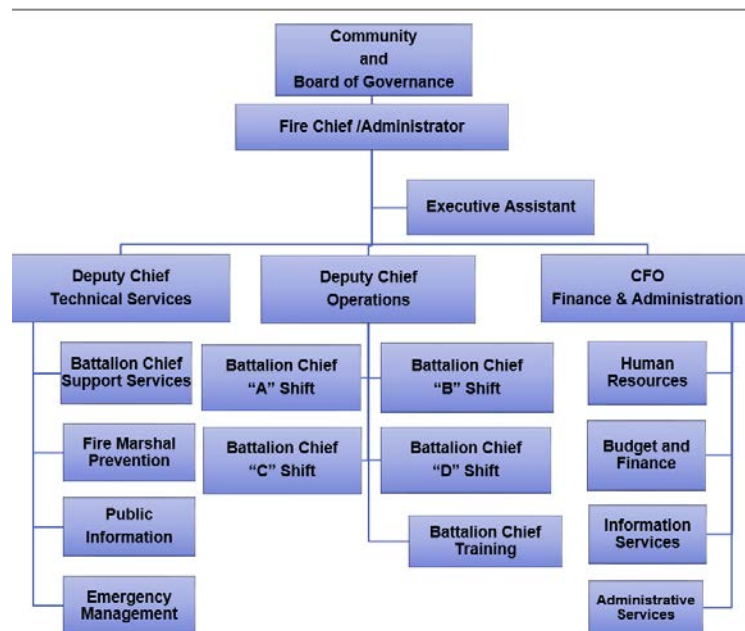 Community
and
Board of Governance
Fire Chief /Administrator
Executive Assistant
Deputy Chief
Technical Services
Deputy Chief
Operations
CFO
Finance & Administration
Battalion Chief
Support Services
Battalion Chief
“A” Shift
Battalion Chief
“B” Shift
Human
Resources
Fire Marshal
Prevention
Battalion Chief
“C” Shift
Battalion Chief
“D” Shift
Budget and
Finance
Public
Information
Battalion Chief
Training
Information
Services
Emergency
Management
Administrative
Services